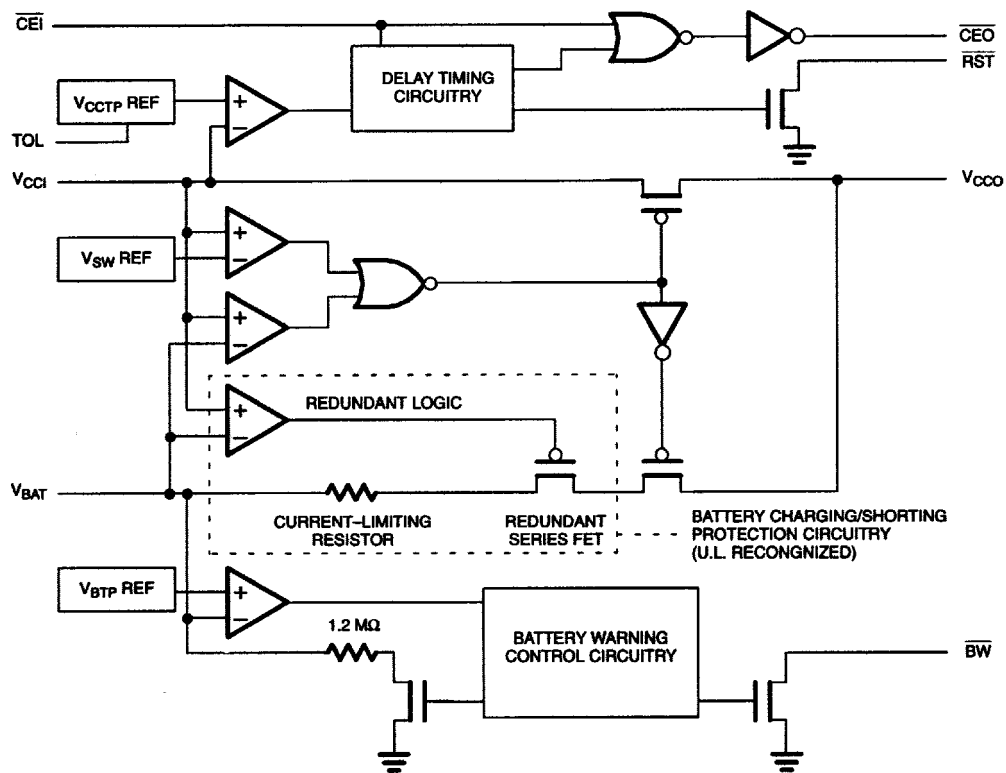 CEI
CEO
RST
DELAY TIMING
CIRCUITRY
VCCTP REF
+
−
TOL
VCCI
VCCO
+
−
VSW REF
+
−
REDUNDANT LOGIC
+
−
VBAT
CURRENT–LIMITING
RESISTOR
REDUNDANT
SERIES FET
BATTERY CHARGING/SHORTING
PROTECTION CIRCUITRY
(U.L. RECONGNIZED)
VBTP REF
+
−
1.2 MΩ
BATTERY WARNING
CONTROL CIRCUITRY
BW